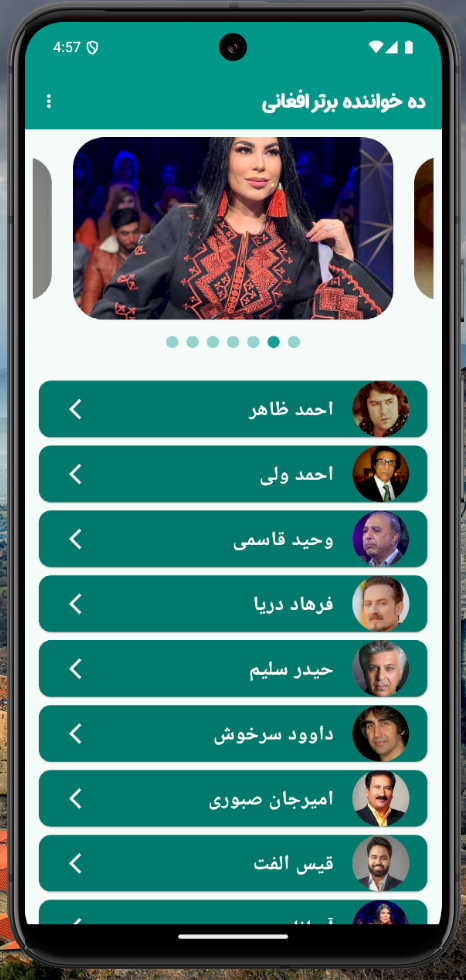 4:57
ده خواننده برتر افغانی
احمد ظاهر
احمد ولی
وحید قاسمی
فرهاد دریا
حیدر سلیم
داوود سرخوش
امیرجان صبوری
قیس الفت